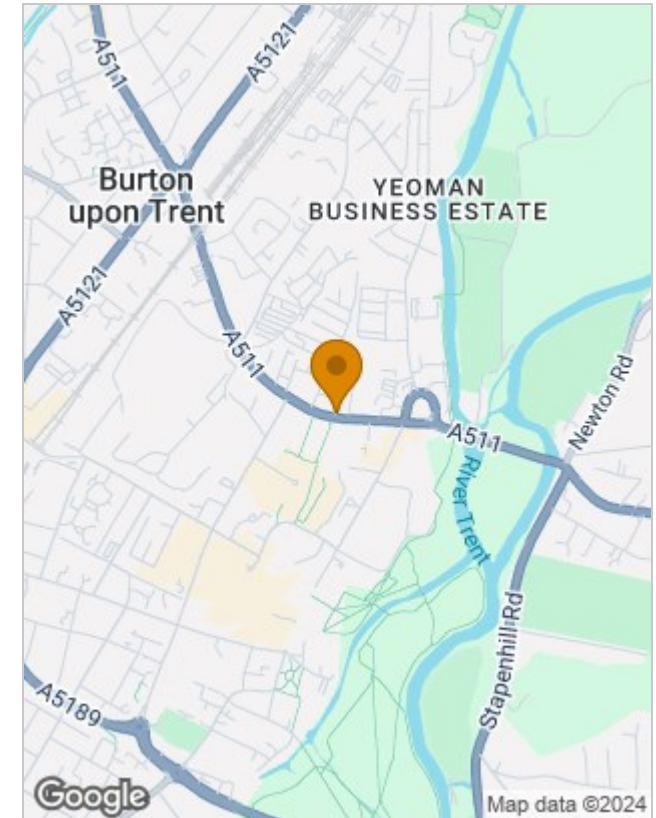 A511
A5121
Burton
upon Trent
YEOMAN
BUSINESS ESTATE
A5121
A511
Newton Rd
A511
River Trent
Stapenhill Rd
A5189
Google
Map data ©2024